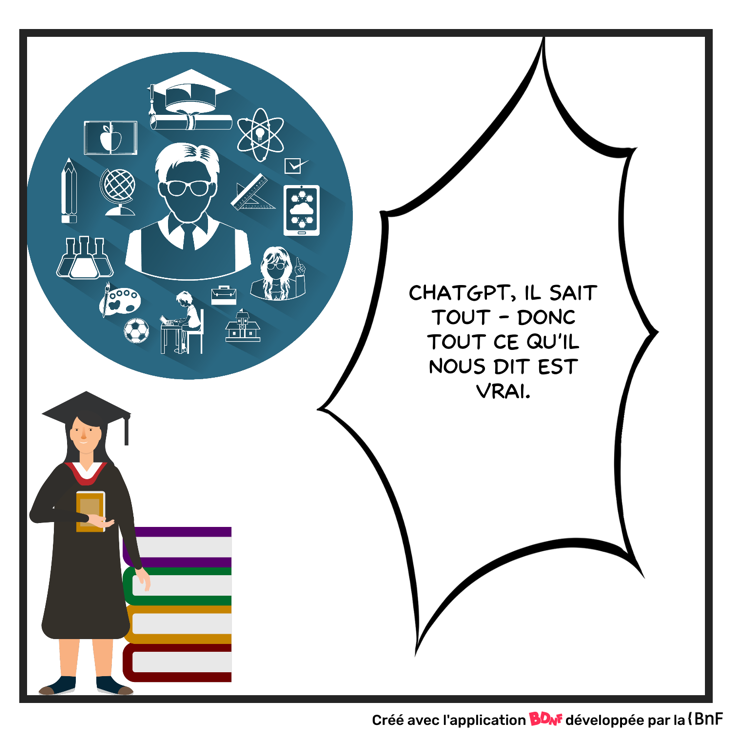 CHATGPT, IL SAIT
TOUT - DONC
TOUT CE QU'IL
NOUS DIT EST
VRAI.
Créé avec l'application BDnF développée par la {BnF